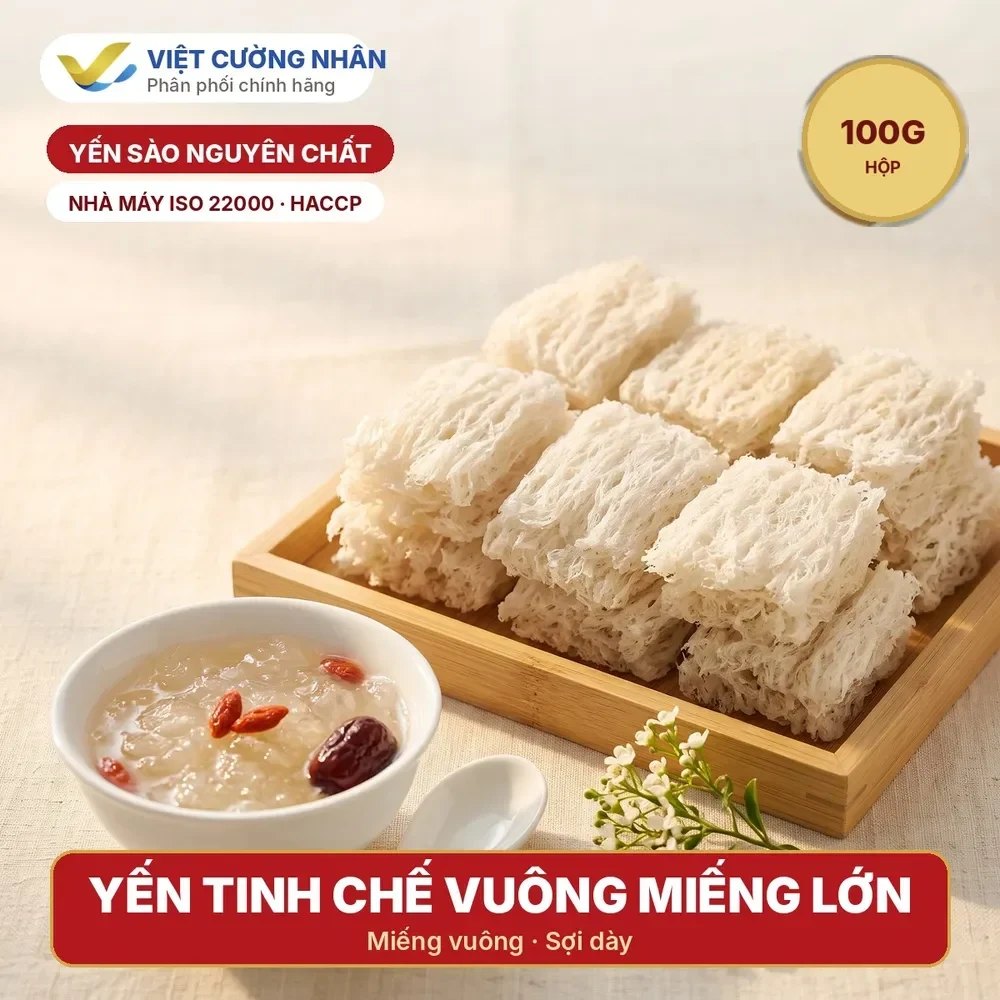 VIỆT CƯỜNG NHÂN
Phân phối chính hãng
YẾN SÀO NGUYÊN CHẤT
NHÀ MÁY ISO 22000 · HACCP
100G
HỘP
YẾN TINH CHẾ VUÔNG MIẾNG LỚN
Miếng vuông · Sợi dày